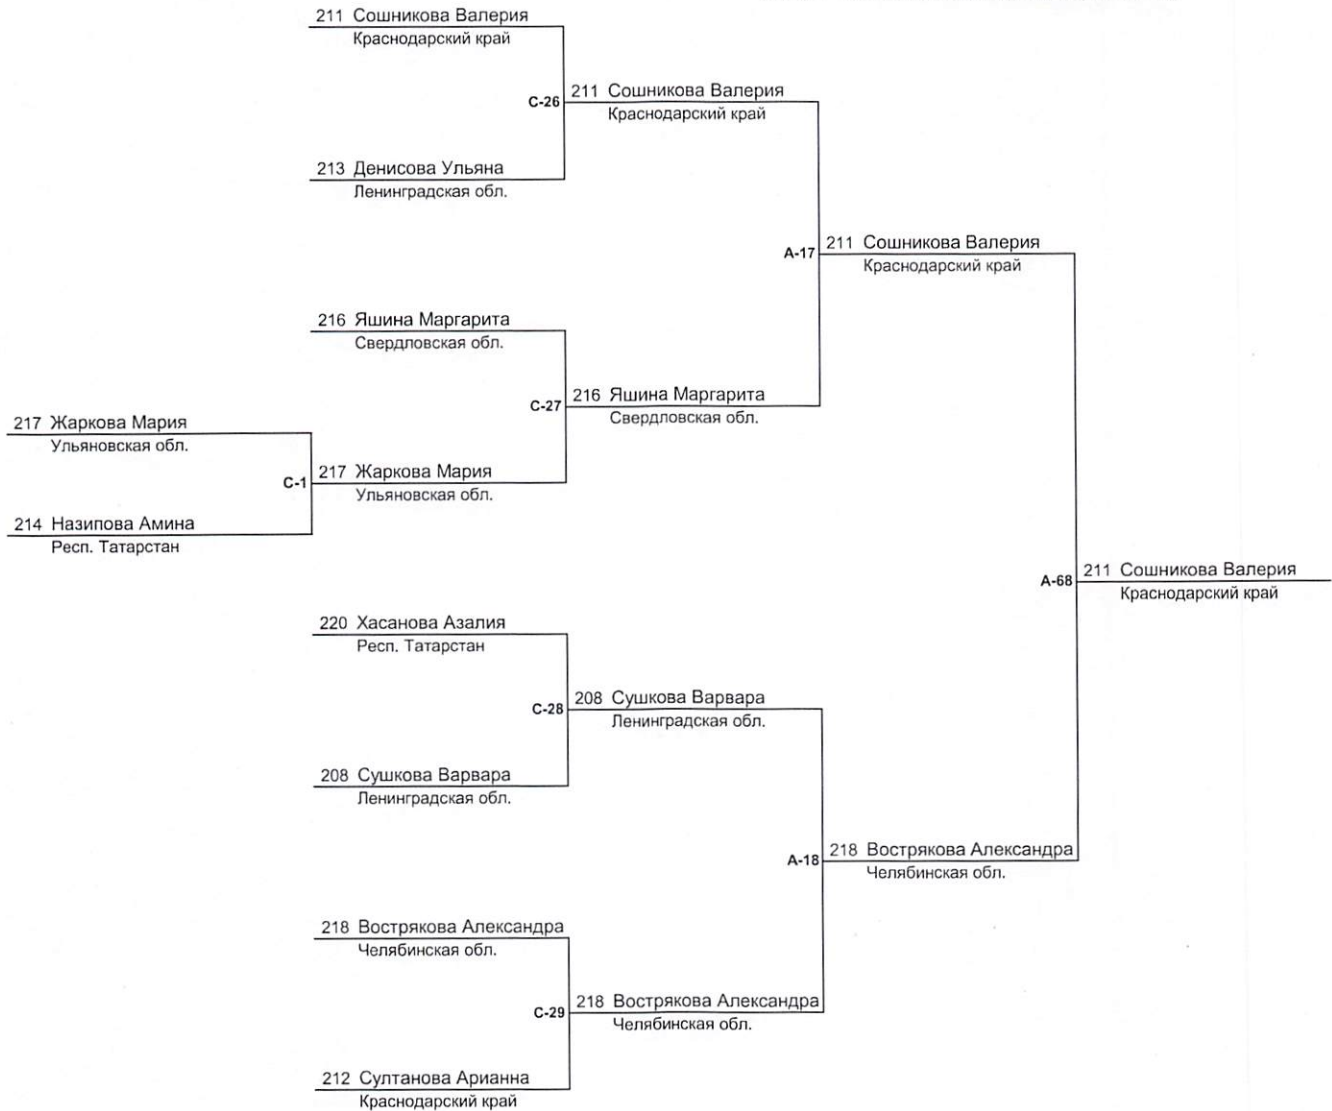 211 Сошникова Валерия
Краснодарский край
С-26
211 Сошникова Валерия
Краснодарский край
213 Денисова Ульяна
Ленинградская обл.
А-17
211 Сошникова Валерия
Краснодарский край
216 Яшина Маргарита
Свердловская обл.
С-27
216 Яшина Маргарита
Свердловская обл.
217 Жаркова Мария
Ульяновская обл.
С-1
217 Жаркова Мария
Ульяновская обл.
214 Назипова Амина
Респ. Татарстан
А-68
211 Сошникова Валерия
Краснодарский край
220 Хасанова Азалия
Респ. Татарстан
С-28
208 Сушкова Варвара
Ленинградская обл.
208 Сушкова Варвара
Ленинградская обл.
А-18
218 Вострякова Александра
Челябинская обл.
218 Вострякова Александра
Челябинская обл.
С-29
218 Вострякова Александра
Челябинская обл.
212 Султанова Арианна
Краснодарский край